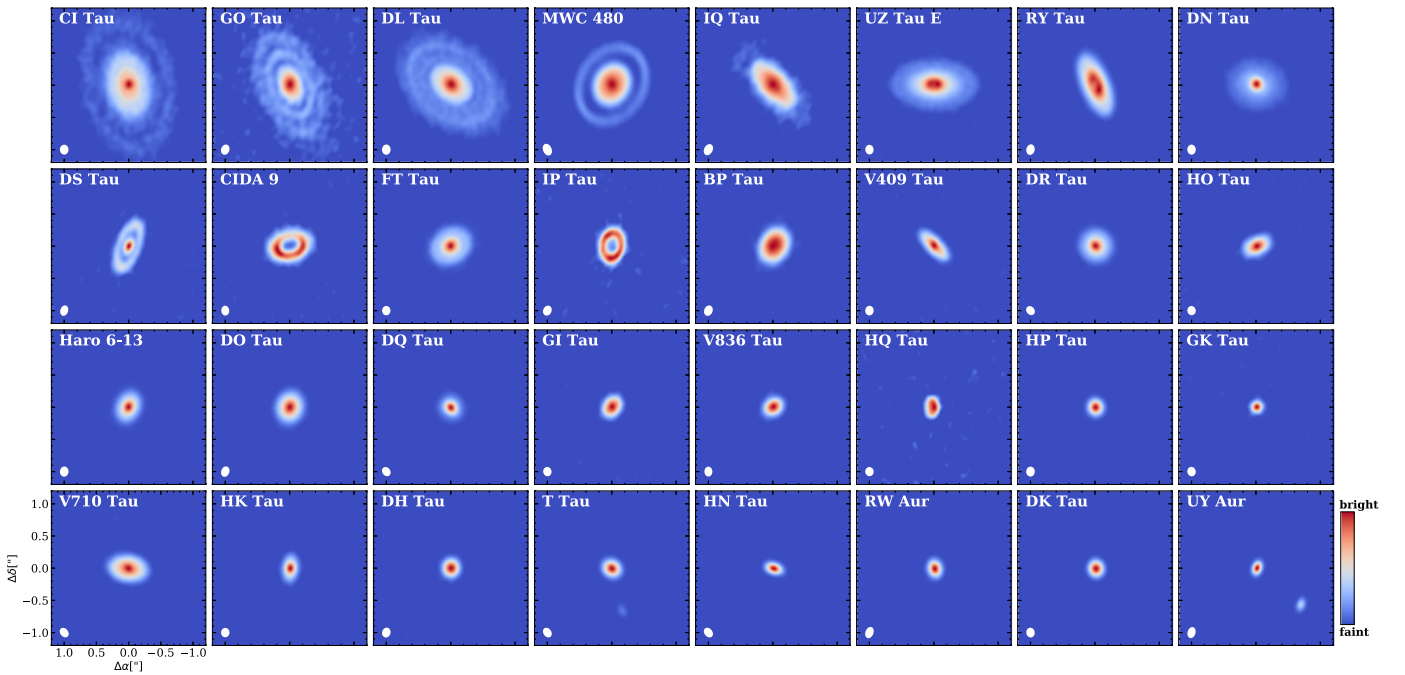 CI Tau GO Tau DL Tau MWC 480 IQ Tau UZ Tau E RY Tau DN Tau
DS Tau CIDA 9 FT Tau IP Tau BP Tau V409 Tau DR Tau HO Tau
Haro 6-13 DO Tau DQ Tau GI Tau V836 Tau HQ Tau HP Tau GK Tau
V710 Tau HK Tau DH Tau T Tau HN Tau RW Aur DK Tau UY Aur
1.0
0.5
0.0
−0.5
−1.0
Δδ["]
1.0 0.5 0.0 −0.5 −1.0
Δα["]
bright
faint